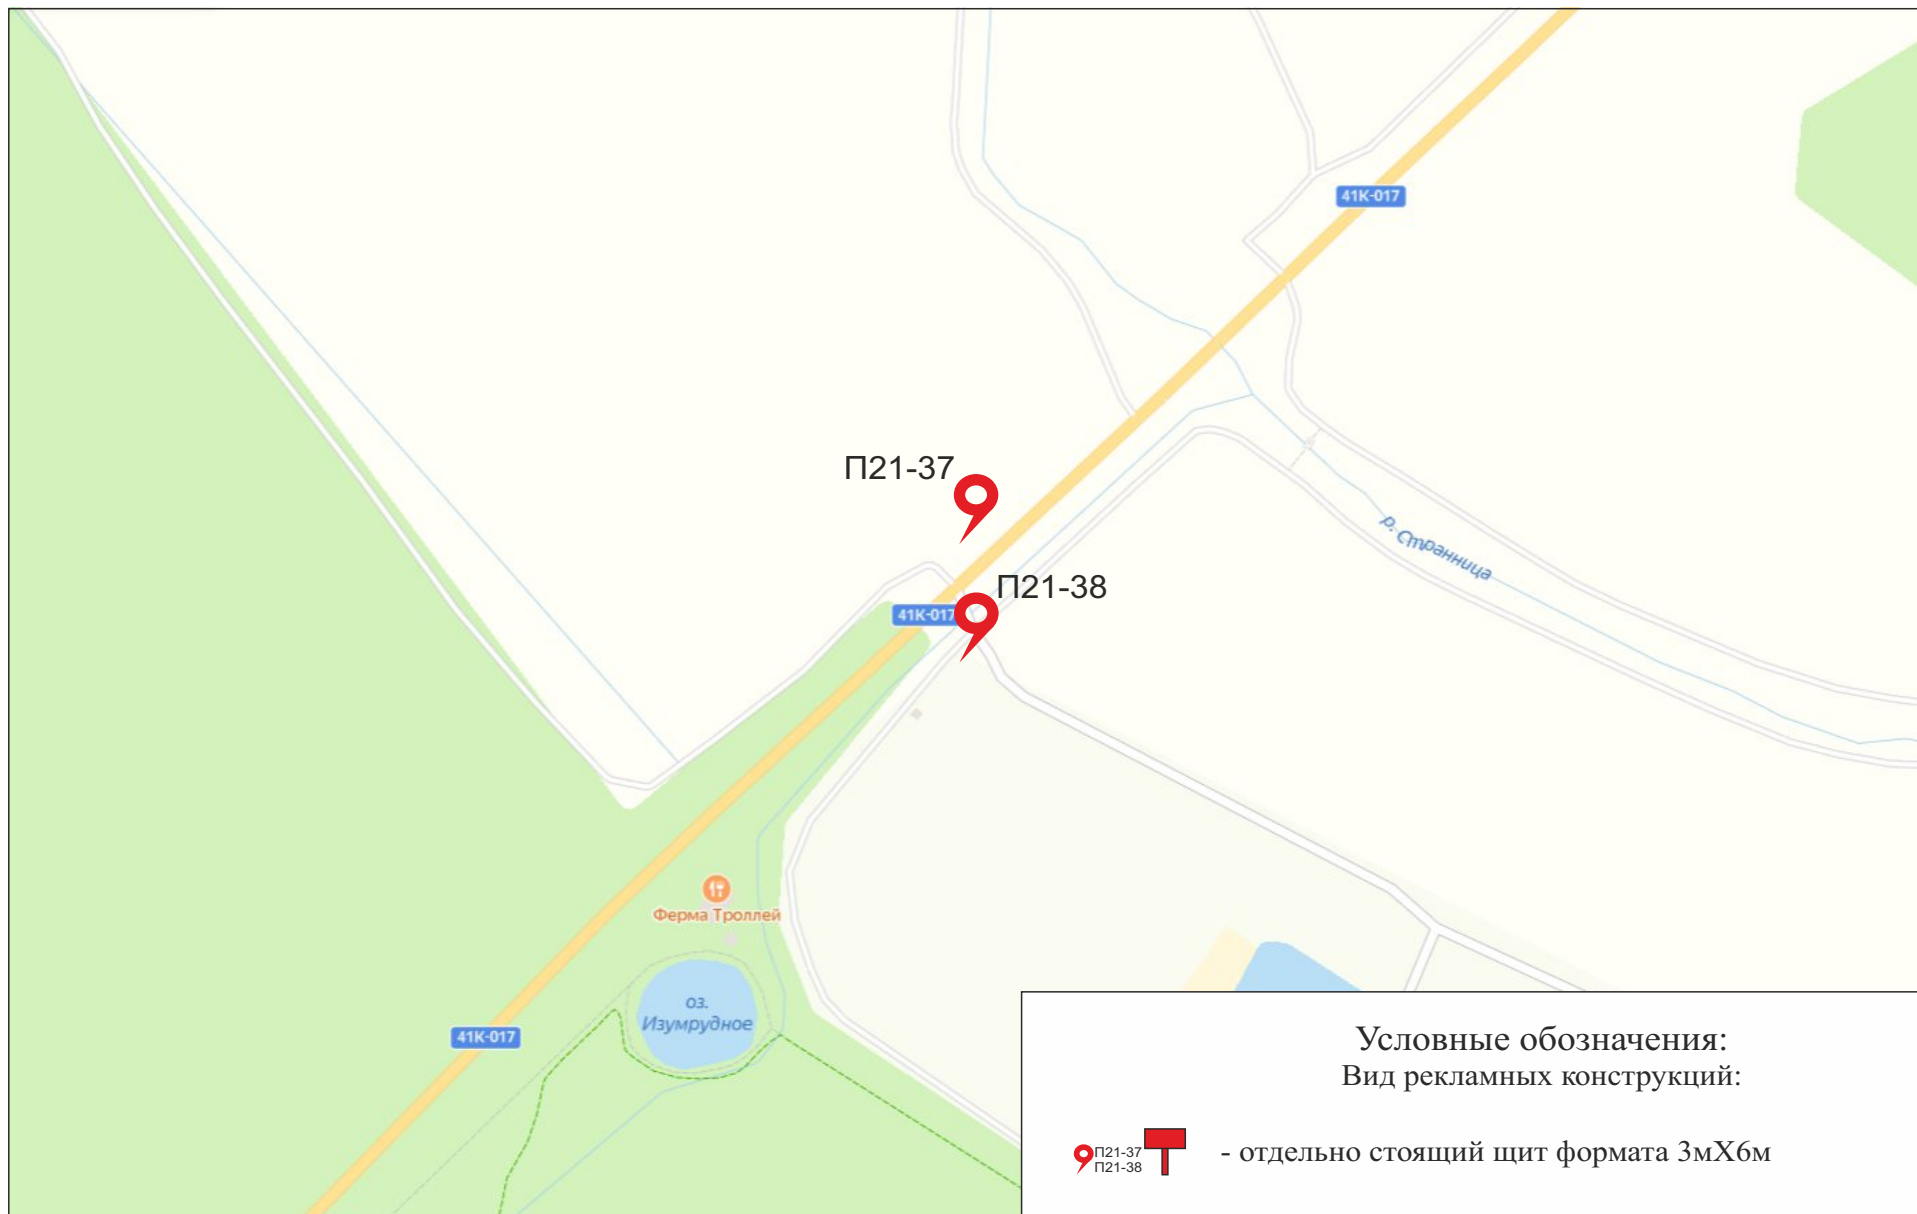 41К-017
П21-37
р. Странница
П21-38
41К-017
Ферма Троллей
оз.
Изумрудное
41К-017
Условные обозначения:
Вид рекламных конструкций:
П21-37
П21-38
- отдельно стоящий щит формата 3мХ6м